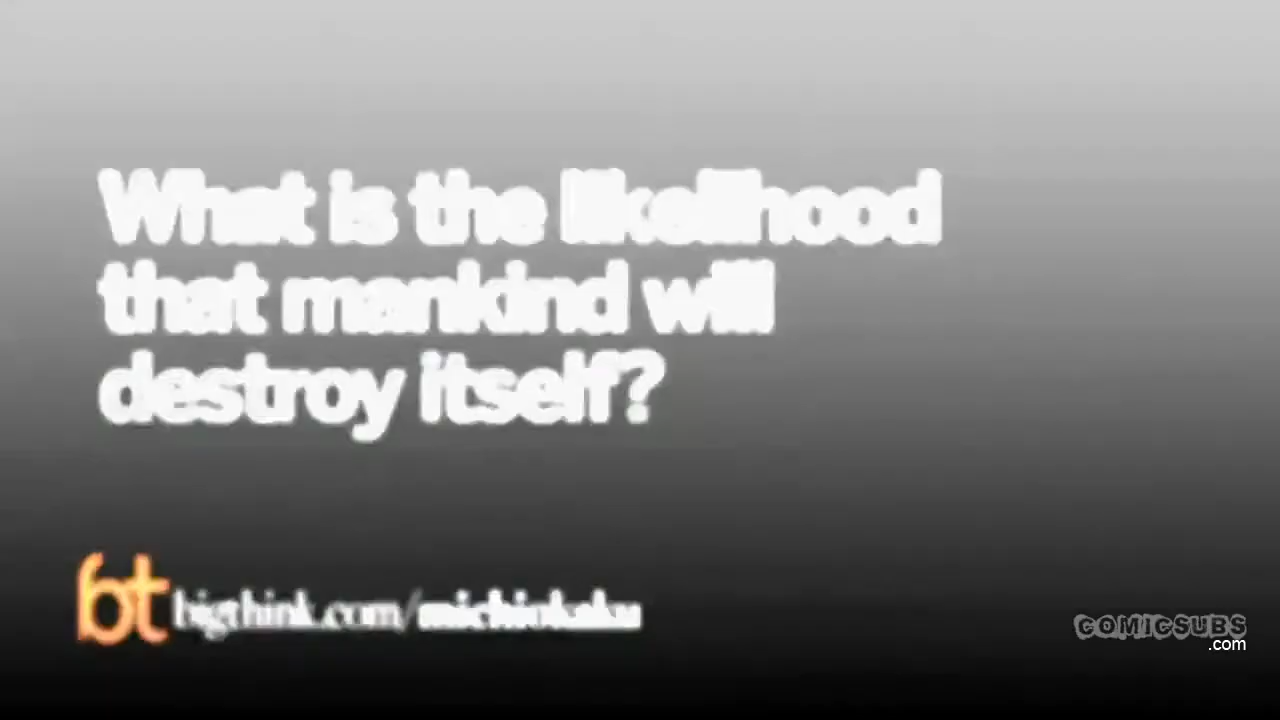 What is the likelihood
that mankind will
destroy itself?
bt bigthink.com/michiokaku
COMICSUBS
.com